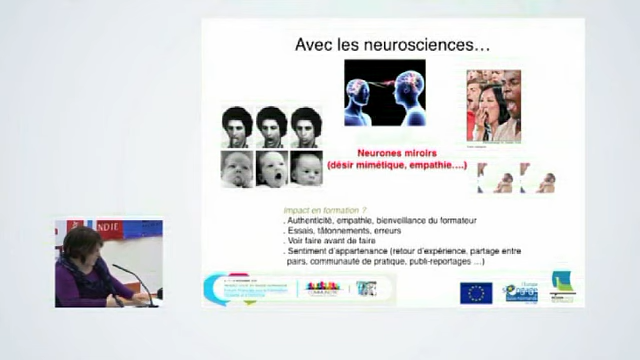 Avec les neurosciences…
Neurones miroirs
(désir mimétique, empathie….)
Impact en formation ?
. Authenticité, empathie, bienveillance du formateur
. Essais, tâtonnements, erreurs
. Voir faire avant de faire
. Sentiment d'appartenance (retour d'expérience, partage entre
pairs, communauté de pratique, publi-reportages …)
NDIE